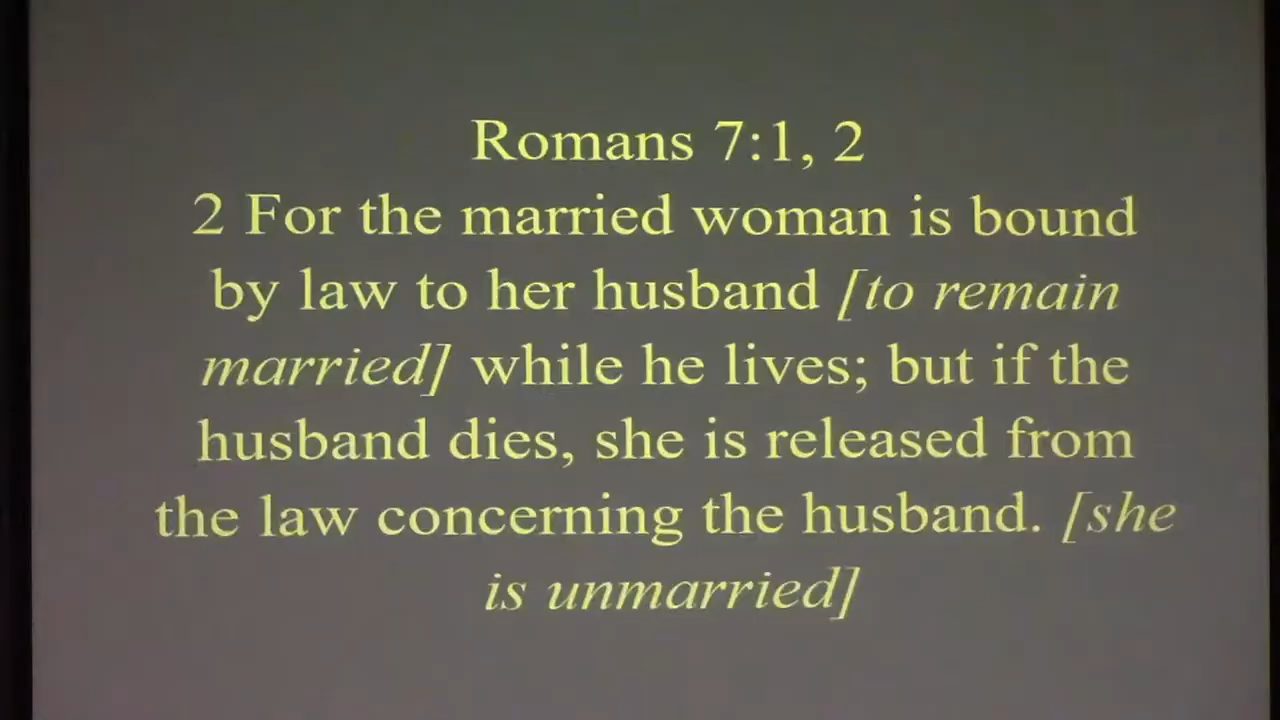 Romans 7:1, 2
2 For the married woman is bound
by law to her husband [to remain
married] while he lives; but if the
husband dies, she is released from
the law concerning the husband. [she
is unmarried]